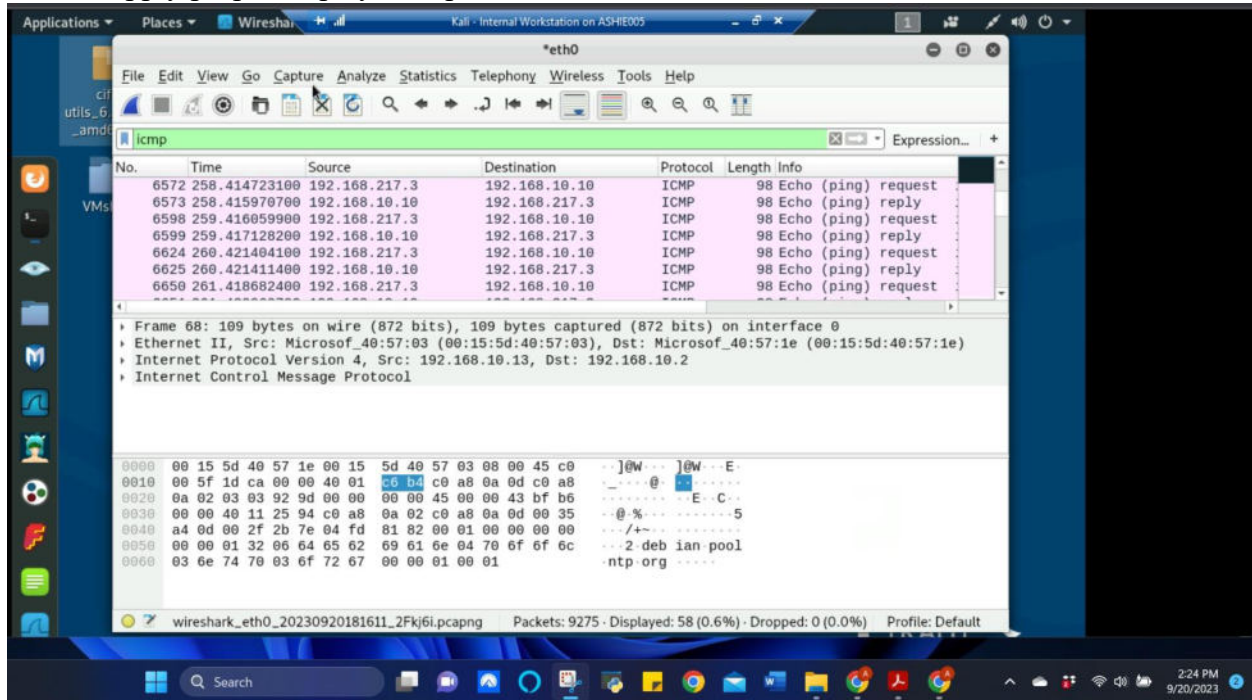 Applications Places Wireshar Kali - Internal Workstation on ASHIE005 1
*eth0
File Edit View Go Capture Analyze Statistics Telephony Wireless Tools Help
cif
utils_6.
_amd6
icmp Expression... +
No. Time Source Destination Protocol Length Info
6572 258.414723100 192.168.217.3 192.168.10.10 ICMP 98 Echo (ping) request
6573 258.415970700 192.168.10.10 192.168.217.3 ICMP 98 Echo (ping) reply
6598 259.416059900 192.168.217.3 192.168.10.10 ICMP 98 Echo (ping) request
6599 259.417128200 192.168.10.10 192.168.217.3 ICMP 98 Echo (ping) reply
6624 260.421404100 192.168.217.3 192.168.10.10 ICMP 98 Echo (ping) request
6625 260.421411400 192.168.10.10 192.168.217.3 ICMP 98 Echo (ping) reply
6650 261.418682400 192.168.217.3 192.168.10.10 ICMP 98 Echo (ping) request
VMs
Frame 68: 109 bytes on wire (872 bits), 109 bytes captured (872 bits) on interface 0
Ethernet II, Src: Microsof_40:57:03 (00:15:5d:40:57:03), Dst: Microsof_40:57:1e (00:15:5d:40:57:1e)
Internet Protocol Version 4, Src: 192.168.10.13, Dst: 192.168.10.2
Internet Control Message Protocol
0000 00 15 5d 40 57 1e 00 15 5d 40 57 03 08 00 45 c0 ··]@W··· ]@W···E·
0010 00 5f 1d ca 00 00 40 01 c6 b4 c0 a8 0a 0d c0 a8 ·_····@· ········
0020 0a 02 03 03 92 9d 00 00 00 00 45 00 00 43 bf b6 ········ ··E··C··
0030 00 00 40 11 25 94 c0 a8 0a 02 c0 a8 0a 0d 00 35 ··@·%··· ·······5
0040 a4 0d 00 2f 2b 7e 04 fd 81 82 00 01 00 00 00 00 ···/+~·· ········
0050 00 00 01 32 06 64 65 62 69 61 6e 04 70 6f 6f 6c ···2·deb ian·pool
0060 03 6e 74 70 03 6f 72 67 00 00 01 00 01 ·ntp·org ·····
wireshark_eth0_20230920181611_2Fkj6i.pcapng Packets: 9275 · Displayed: 58 (0.6%) · Dropped: 0 (0.0%) Profile: Default
Search
2:24 PM
9/20/2023
2